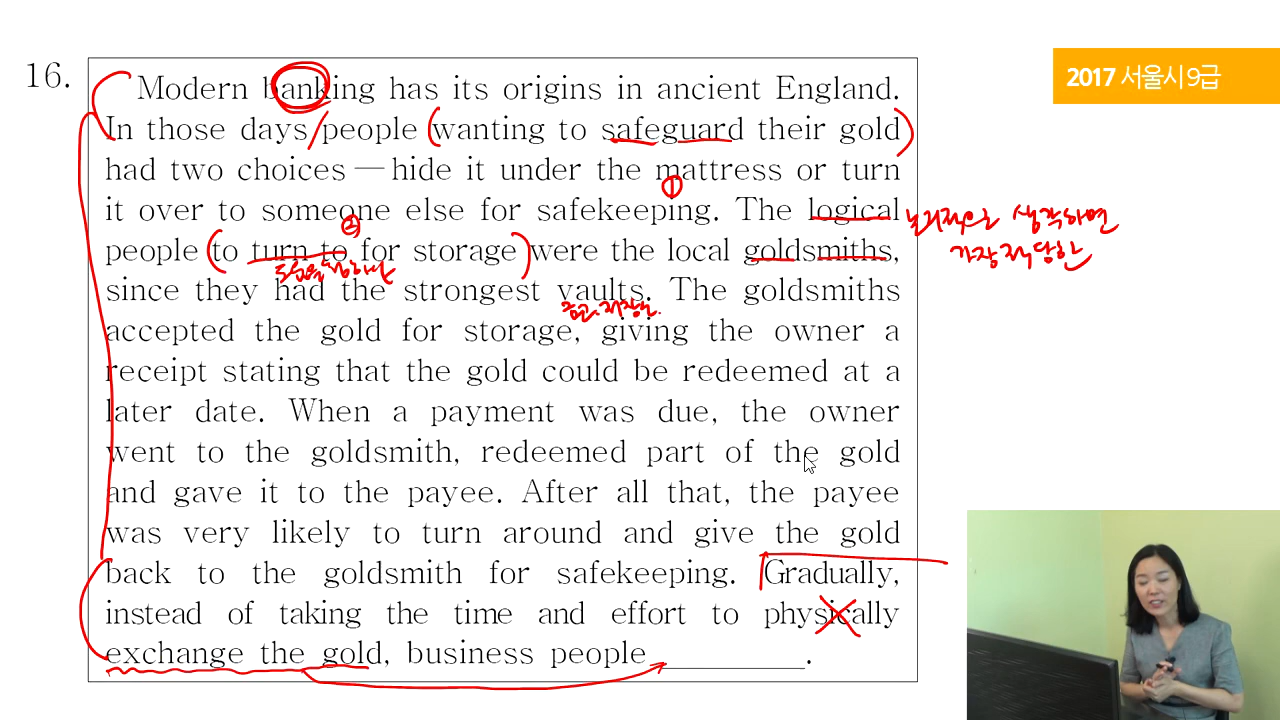 16.
2017 서울시 9급
Modern banking has its origins in ancient England.
In those days people wanting to safeguard their gold
had two choices — hide it under the mattress or turn
it over to someone else for safekeeping. The logical
people to turn to for storage were the local goldsmiths,
since they had the strongest vaults. The goldsmiths
accepted the gold for storage, giving the owner a
receipt stating that the gold could be redeemed at a
later date. When a payment was due, the owner
went to the goldsmith, redeemed part of the gold
and gave it to the payee. After all that, the payee
was very likely to turn around and give the gold
back to the goldsmith for safekeeping. Gradually,
instead of taking the time and effort to physically
exchange the gold, business people ____________.
①
②
논리적으로 생각하면
가장 적당한